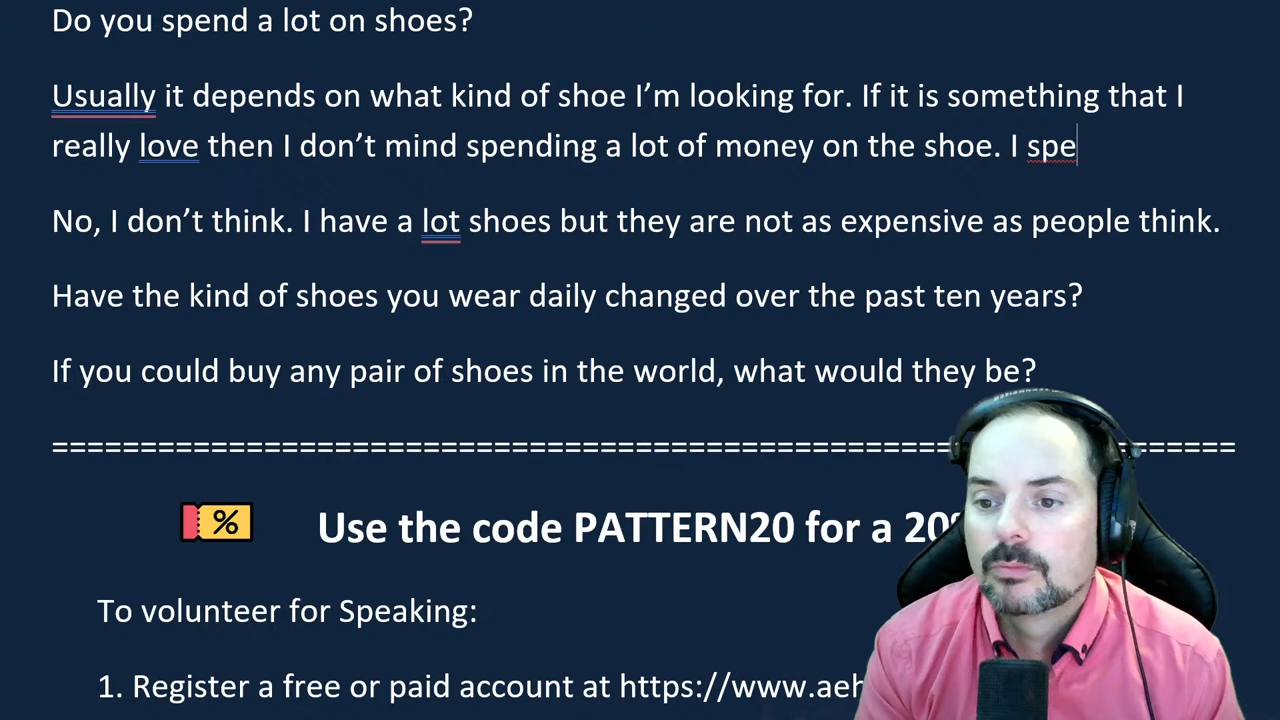 Do you spend a lot on shoes?
Usually it depends on what kind of shoe I’m looking for. If it is something that I
really love then I don’t mind spending a lot of money on the shoe. I spe
No, I don’t think. I have a lot shoes but they are not as expensive as people think.
Have the kind of shoes you wear daily changed over the past ten years?
If you could buy any pair of shoes in the world, what would they be?
==================================================================
% Use the code PATTERN20 for a 20%
To volunteer for Speaking:
1. Register a free or paid account at https://www.aeh